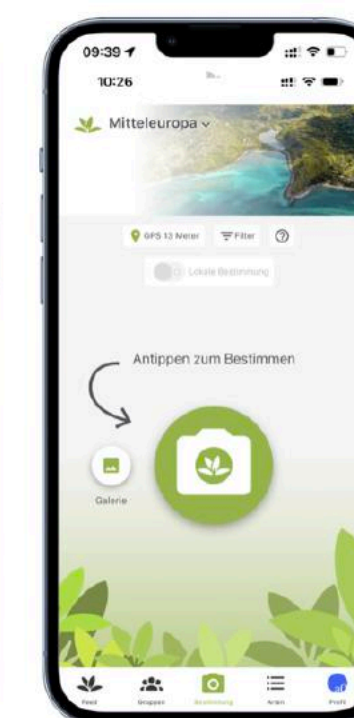 09:39
10:26
Mitteleuropa
GPS 13 Meter
Filter
Lokale Bestimmung
Antippen zum Bestimmen
Galerie
Feed
Gruppen
Bestimmung
Arten
Profil